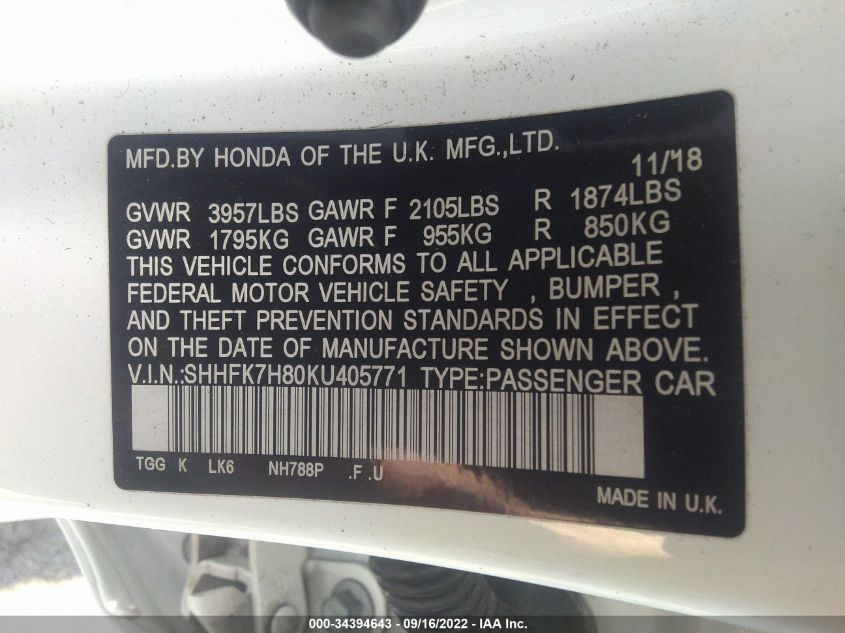 MFD.BY HONDA OF THE U.K. MFG.,LTD. 11/'18
GVWR 3957LBS GAWR F 2105LBS R 1874LBS
GVWR 1795KG GAWR F 955KG R 850KG
THIS VEHICLE CONFORMS TO ALL APPLICABLE
FEDERAL MOTOR VEHICLE SAFETY , BUMPER ,
AND THEFT PREVENTION STANDARDS IN EFFECT
ON THE DATE OF MANUFACTURE SHOWN ABOVE.
V.I.N.:SHHFK7H80KU405771 TYPE:PASSENGER CAR
TGG K LK6 NH788P .F .U
MADE IN U.K.
000-34394643 - 09/16/2022 - IAA Inc.